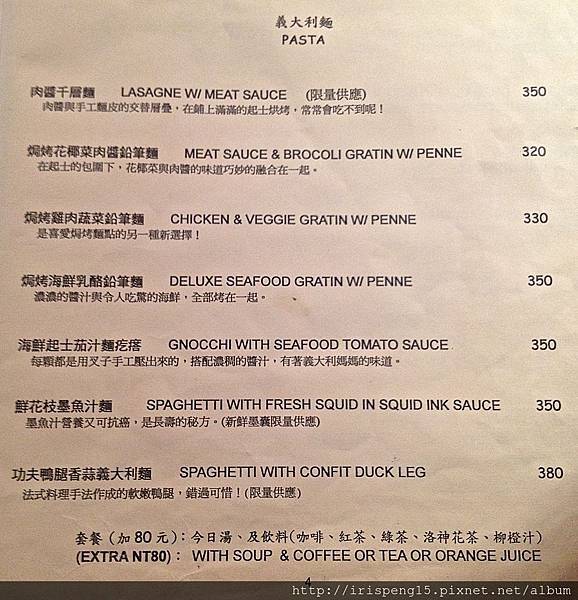 義大利麵
PASTA
肉醬千層麵 LASAGNE W/ MEAT SAUCE (限量供應) 350
肉醬與手工麵皮的交替層疊，在鋪上滿滿的起士烘烤，常常會吃不到呢！
焗烤花椰菜肉醬鉛筆麵 MEAT SAUCE & BROCOLI GRATIN W/ PENNE 320
在起士的包圍下，花椰菜與肉醬的味道巧妙的融合在一起。
焗烤雞肉蔬菜鉛筆麵 CHICKEN & VEGGIE GRATIN W/ PENNE 330
是喜愛焗烤麵點的另一種新選擇！
焗烤海鮮乳酪鉛筆麵 DELUXE SEAFOOD GRATIN W/ PENNE 350
濃濃的醬汁與令人吃驚的海鮮，全部烤在一起。
海鮮起士茄汁麵疙瘩 GNOCCHI WITH SEAFOOD TOMATO SAUCE 350
每顆都是用叉子手工壓出來的，搭配濃稠的醬汁，有著義大利媽媽的味道。
鮮花枝墨魚汁麵 SPAGHETTI WITH FRESH SQUID IN SQUID INK SAUCE 350
墨魚汁營養又可抗癌，是長壽的秘方。(新鮮墨囊限量供應)
功夫鴨腿香蒜義大利麵 SPAGHETTI WITH CONFIT DUCK LEG 380
法式料理手法作成的軟嫩鴨腿，錯過可惜！(限量供應)
套餐（加80元）：今日湯、及飲料(咖啡、紅茶、綠茶、洛神花茶、柳橙汁)
(EXTRA NT80)： WITH SOUP & COFFEE OR TEA OR ORANGE JUICE
4
http://irispeng15.pixnet.net/album